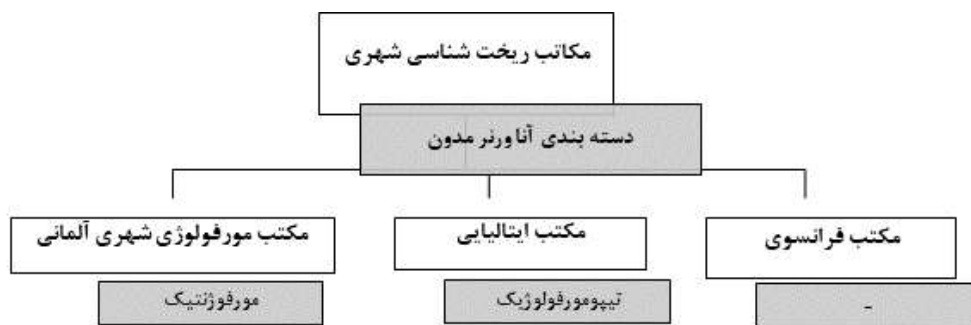 مکاتب ریخت شناسی شهری
دسته بندی آنا ورنر مدون
مکتب فرانسوی
مکتب ایتالیایی
مکتب مورفولوژی شهری آلمانی
-
تیپومورفولوژیک
مورفوژنتیک